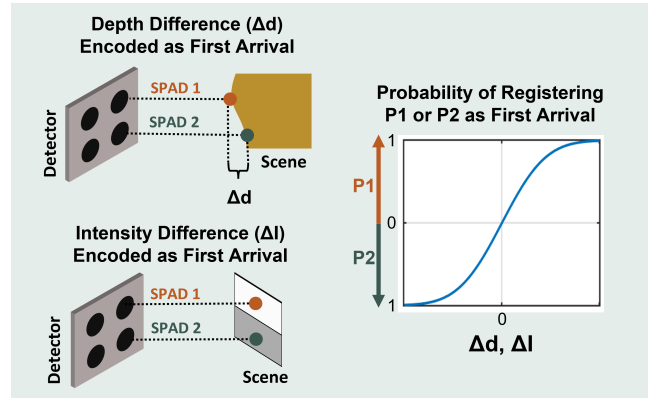 Depth Difference (Δd)
Encoded as First Arrival
SPAD 1
SPAD 2
Detector
Scene
Δd
Intensity Difference (ΔI)
Encoded as First Arrival
SPAD 1
SPAD 2
Detector
Scene
Probability of Registering
P1 or P2 as First Arrival
1
P1
0
P2
1
0
Δd, ΔI